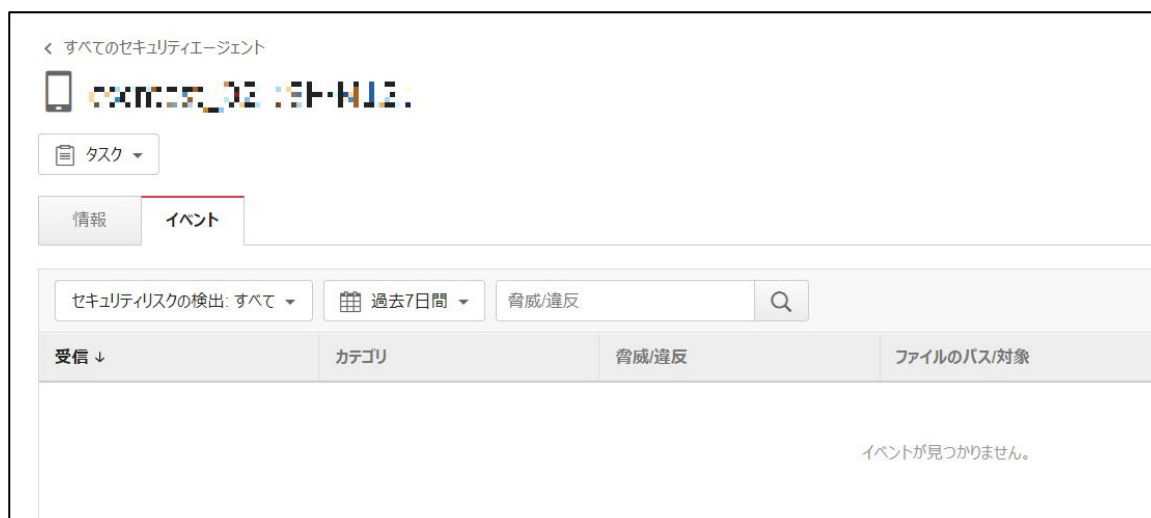 < すべてのセキュリティエージェント
タスク
情報 イベント
セキュリティリスクの検出: すべて 過去7日間 脅威/違反
受信↓ カテゴリ 脅威/違反 ファイルのパス/対象
イベントが見つかりません。